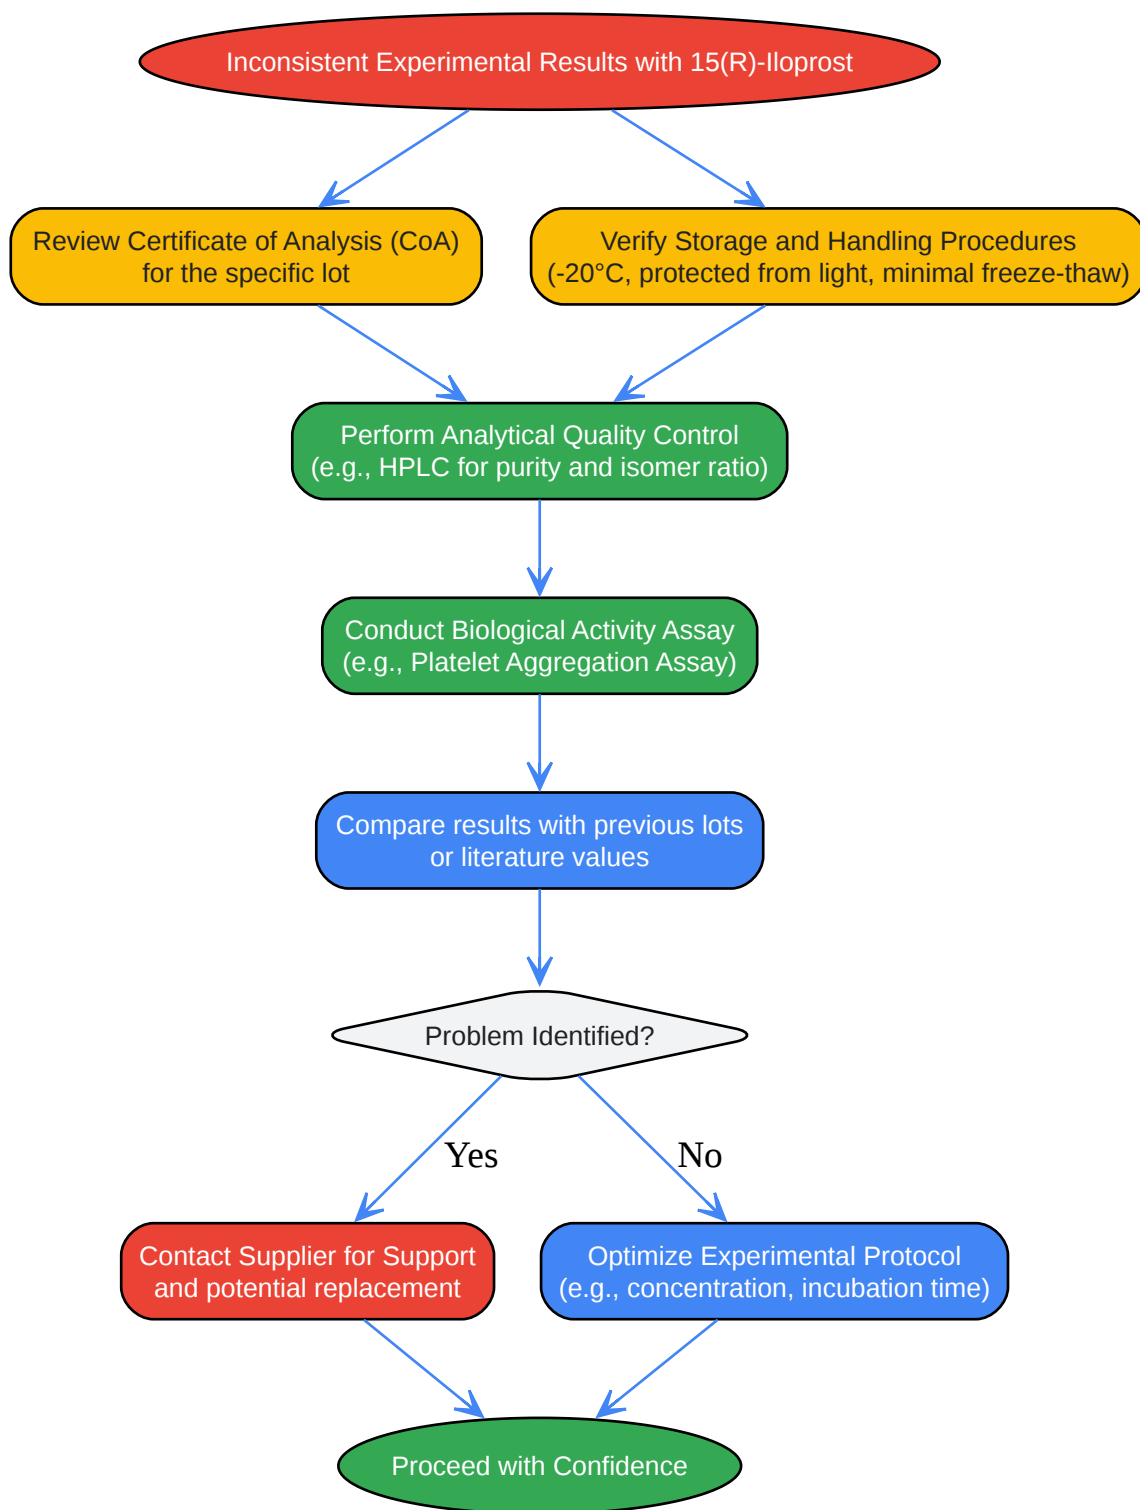 Inconsistent Experimental Results with 15(R)-Iloprost
Review Certificate of Analysis (CoA)
for the specific lot
Verify Storage and Handling Procedures
(-20°C, protected from light, minimal freeze-thaw)
Perform Analytical Quality Control
(e.g., HPLC for purity and isomer ratio)
Conduct Biological Activity Assay
(e.g., Platelet Aggregation Assay)
Compare results with previous lots
or literature values
Problem Identified?
Yes
No
Contact Supplier for Support
and potential replacement
Optimize Experimental Protocol
(e.g., concentration, incubation time)
Proceed with Confidence